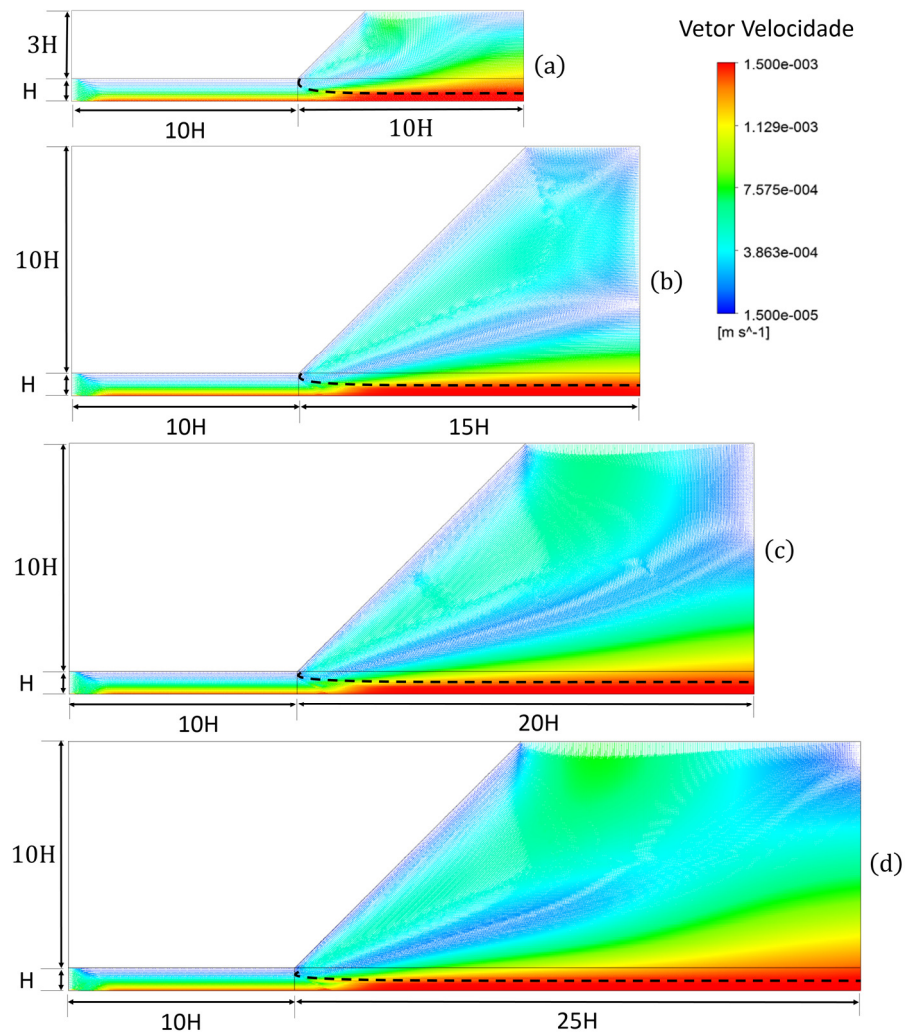 Vetor Velocidade
1.500e-003
1.129e-003
7.575e-004
3.863e-004
1.500e-005
[m s^-1]
3H
H
(a)
10H
10H
10H
H
(b)
10H
15H
10H
H
(c)
10H
20H
10H
H
(d)
10H
25H